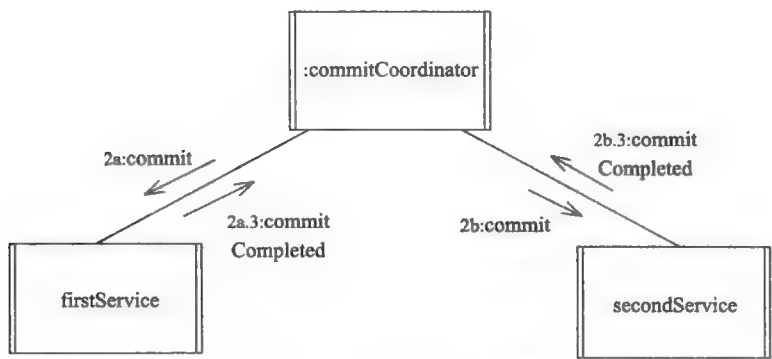 :commitCoordinator
2a:commit
2b.3:commit
Completed
2a.3:commit
Completed
2b:commit
firstService
secondService